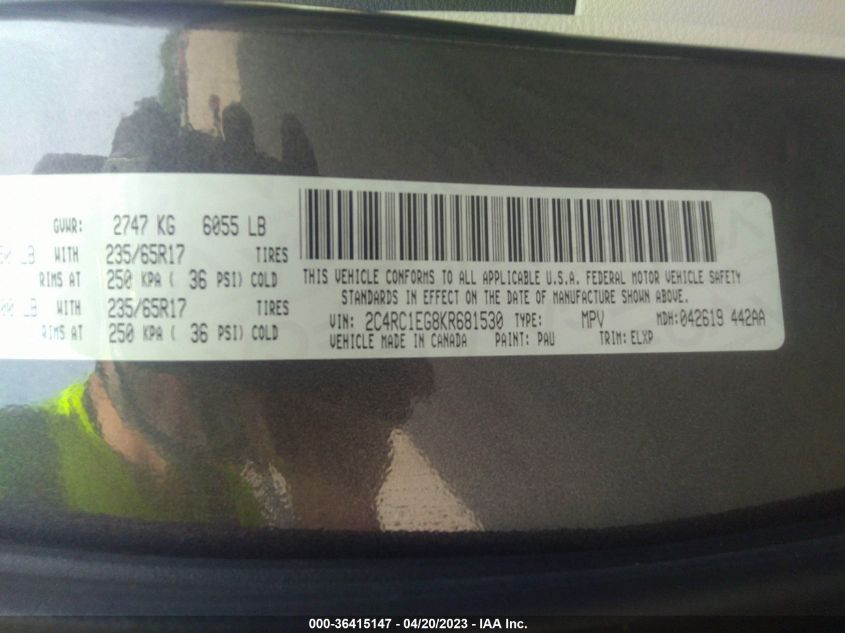 GVWR: 2747 KG 6055 LB
LB WITH 235/65R17 TIRES
RIMS AT 250 KPA ( 36 PSI) COLD
LB WITH 235/65R17 TIRES
RIMS AT 250 KPA ( 36 PSI) COLD
THIS VEHICLE CONFORMS TO ALL APPLICABLE U.S.A. FEDERAL MOTOR VEHICLE SAFETY
STANDARDS IN EFFECT ON THE DATE OF MANUFACTURE SHOWN ABOVE.
VIN: 2C4RC1EG8KR681530 TYPE: MPV MDH:042619 442AA
VEHICLE MADE IN CANADA PAINT: PAU TRIM: ELXP
000-36415147 - 04/20/2023 - IAA Inc.